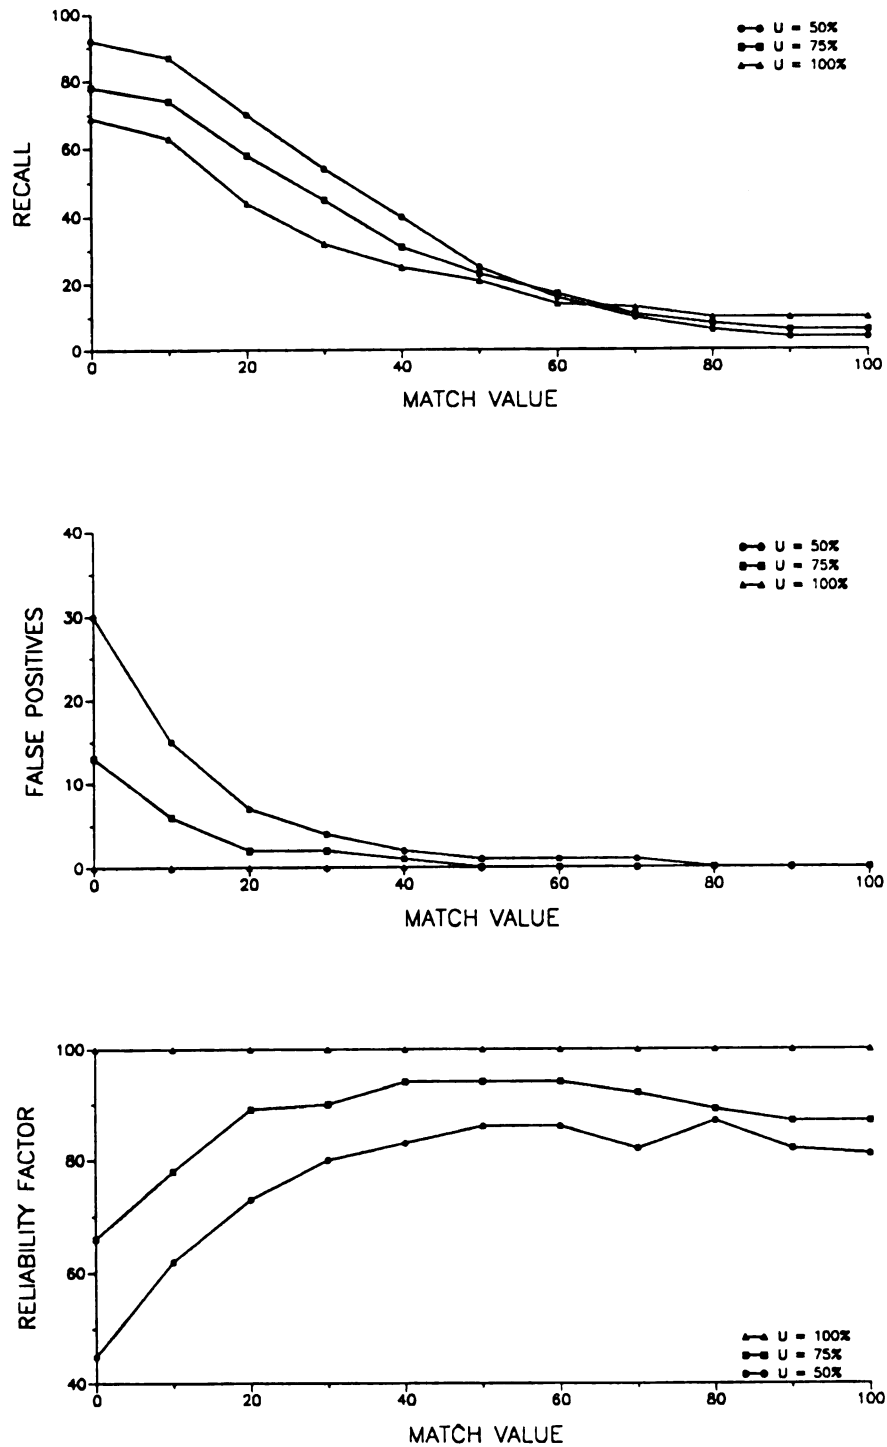 100
80
60
40
20
0
RECALL
U = 50%
U = 75%
U = 100%
0 20 40 60 80 100
MATCH VALUE
40
30
20
10
0
FALSE POSITIVES
U = 50%
U = 75%
U = 100%
0 20 40 60 80 100
MATCH VALUE
100
80
60
40
RELIABILITY FACTOR
U = 100%
U = 75%
U = 50%
0 20 40 60 80 100
MATCH VALUE